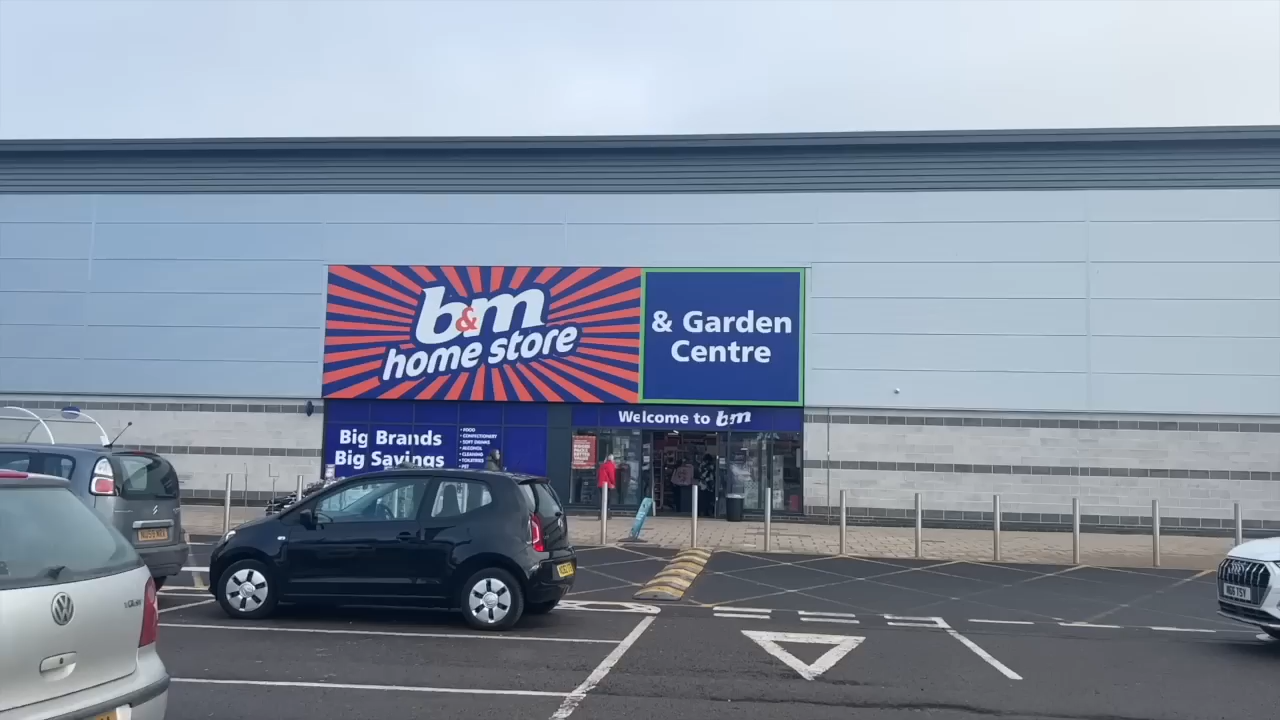 b&m
home store
& Garden
Centre
Welcome to b&m
Big Brands
Big Savings
• FOOD
• CONFECTIONERY
• SOFT DRINKS
• ALCOHOL
• CLEANING
• TOILETRIES
• PET